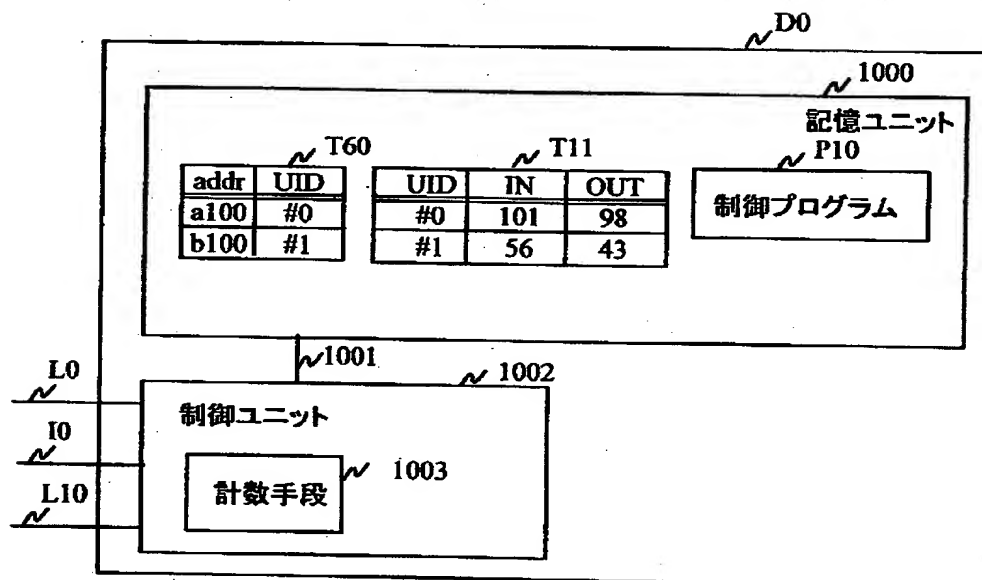 D0
1000
記憶ユニット
T60
T11
P10
addr UID
a100 #0
b100 #1
UID IN OUT
#0 101 98
#1 56 43
制御プログラム
1001
1002
L0
I0
L10
制御ユニット
1003
計数手段